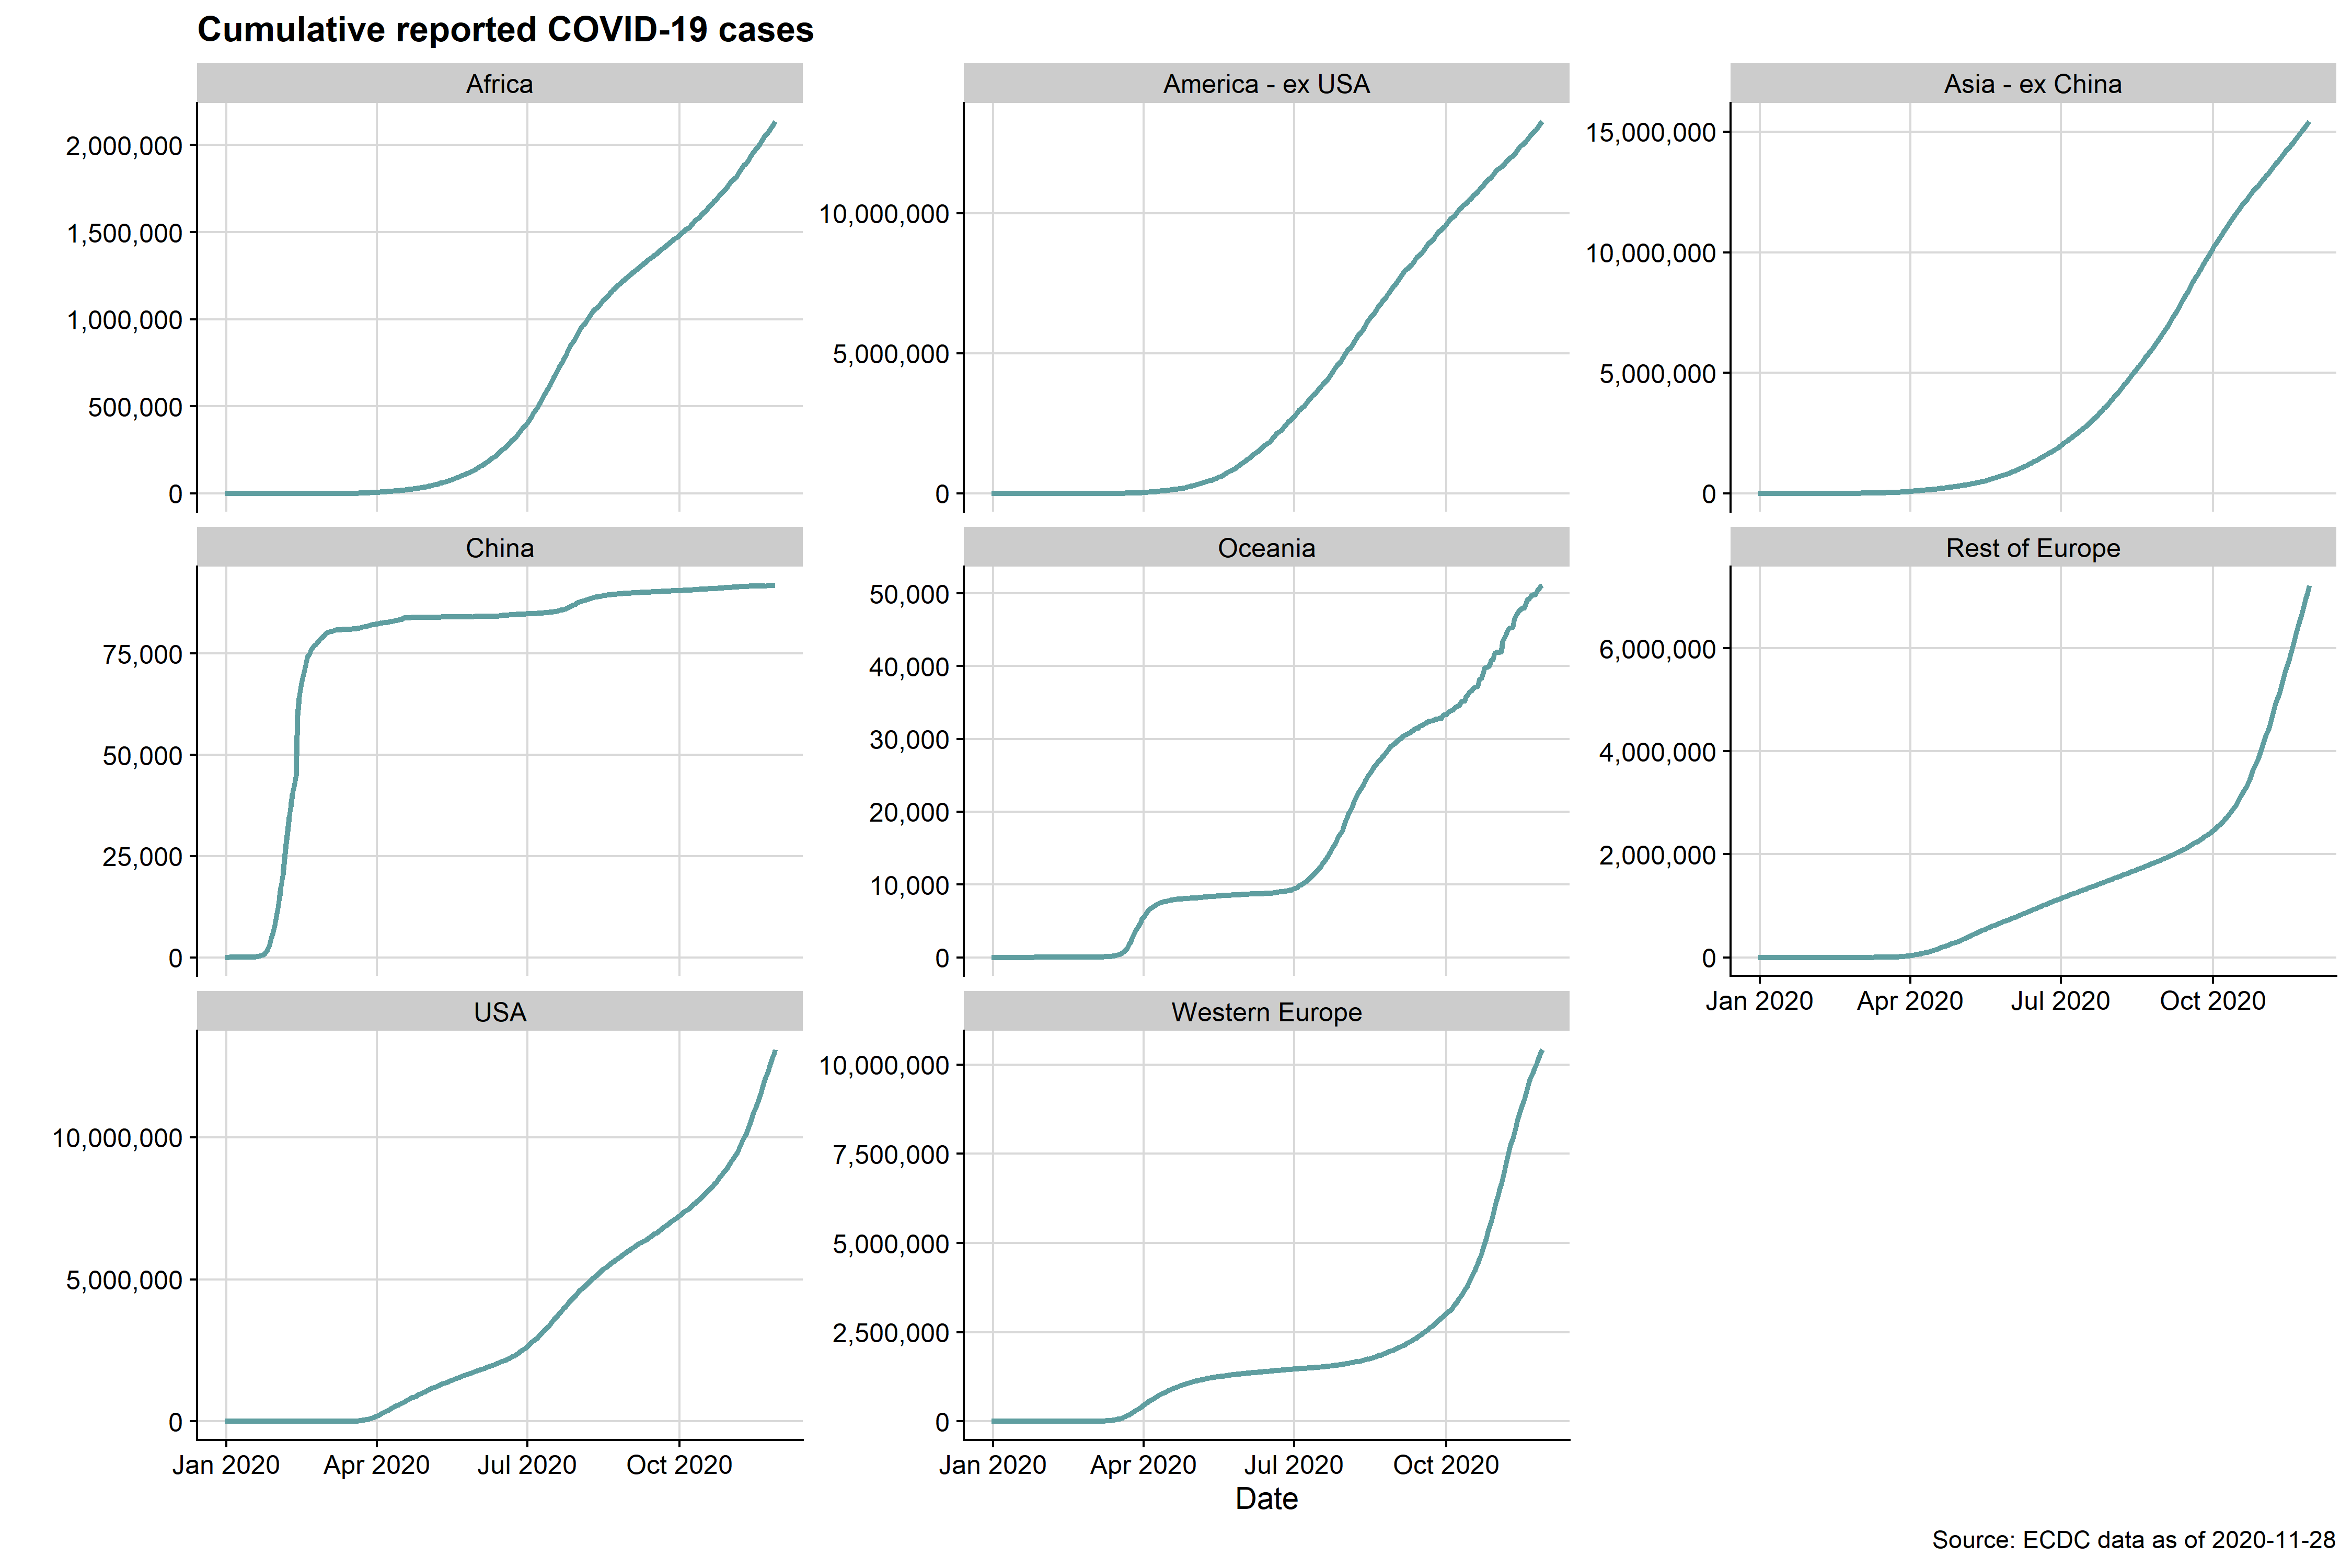 Cumulative reported COVID-19 cases
Africa
2,000,000
1,500,000
1,000,000
500,000
0
America - ex USA
10,000,000
5,000,000
0
Asia - ex China
15,000,000
10,000,000
5,000,000
0
China
75,000
50,000
25,000
0
Oceania
50,000
40,000
30,000
20,000
10,000
0
Rest of Europe
6,000,000
4,000,000
2,000,000
0
Jan 2020 Apr 2020 Jul 2020 Oct 2020
USA
10,000,000
5,000,000
0
Jan 2020 Apr 2020 Jul 2020 Oct 2020
Western Europe
10,000,000
7,500,000
5,000,000
2,500,000
0
Jan 2020 Apr 2020 Jul 2020 Oct 2020
Date
Source: ECDC data as of 2020-11-28